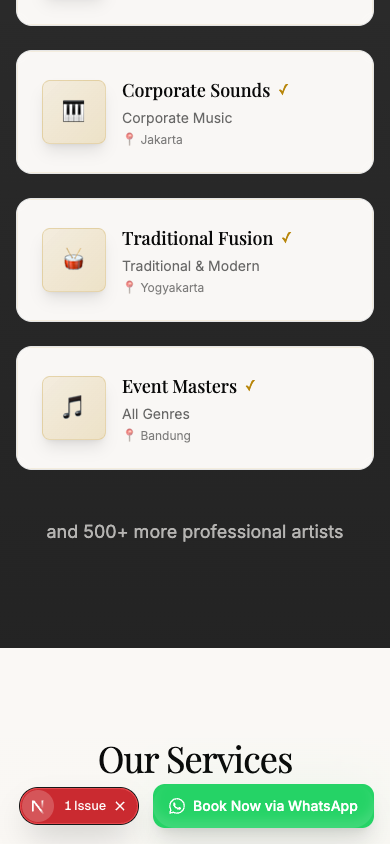 Corporate Sounds ✓
Corporate Music
📍 Jakarta
Traditional Fusion ✓
Traditional & Modern
📍 Yogyakarta
Event Masters ✓
All Genres
📍 Bandung
and 500+ more professional artists
Our Services
N 1 Issue ✕
Book Now via WhatsApp